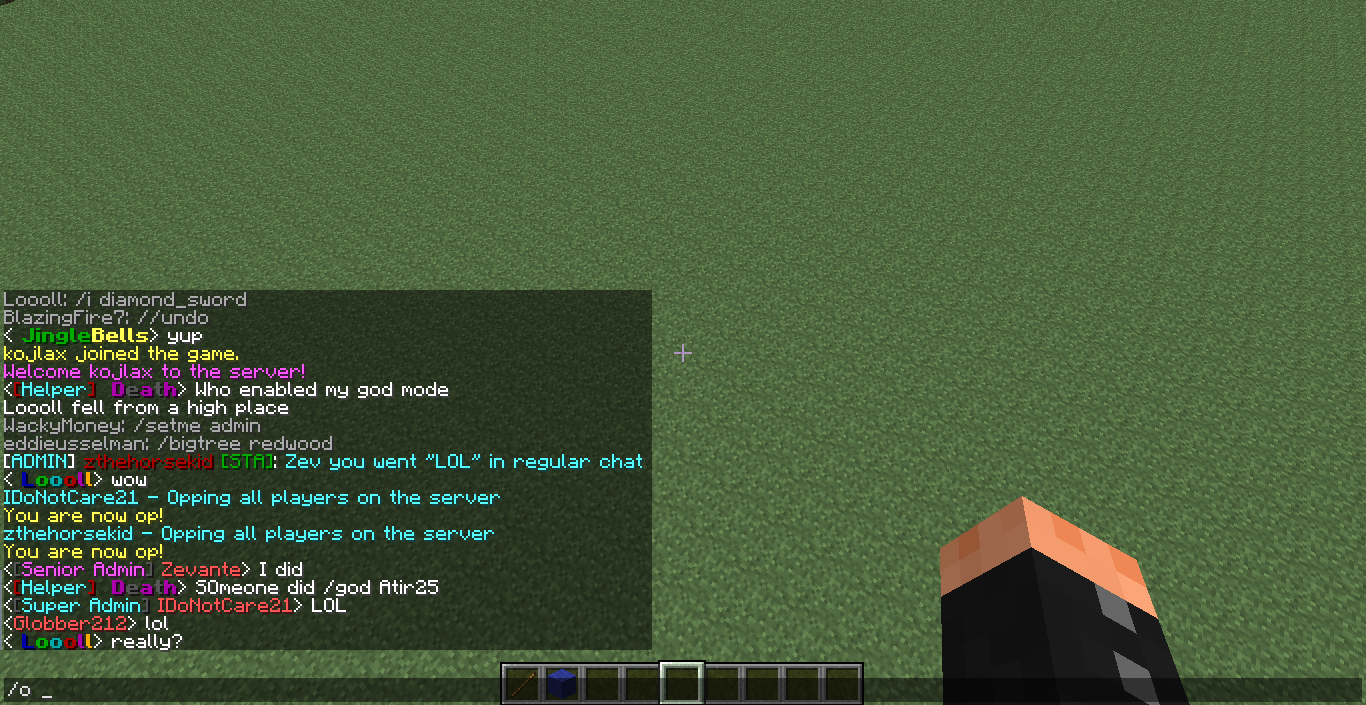 Loooll: /i diamond_sword
BlazingFire7: //undo
< JingleBells> yup
kojlax joined the game.
Welcome kojlax to the server!
<[Helper] Death> Who enabled my god mode
Loooll fell from a high place
WackyMoney: /setme admin
eddieusselman: /bigtree redwood
[ADMIN] zthehorsekid [STA]: Zev you went "LOL" in regular chat
< Loooll> wow
IDoNotCare21 - Opping all players on the server
You are now op!
zthehorsekid - Opping all players on the server
You are now op!
<[Senior Admin] Zevante> I did
<[Helper] Death> SOmeone did /god Atir25
<[Super Admin] IDoNotCare21> LOL
<Globber212> lol
< Loooll> really?
/o _